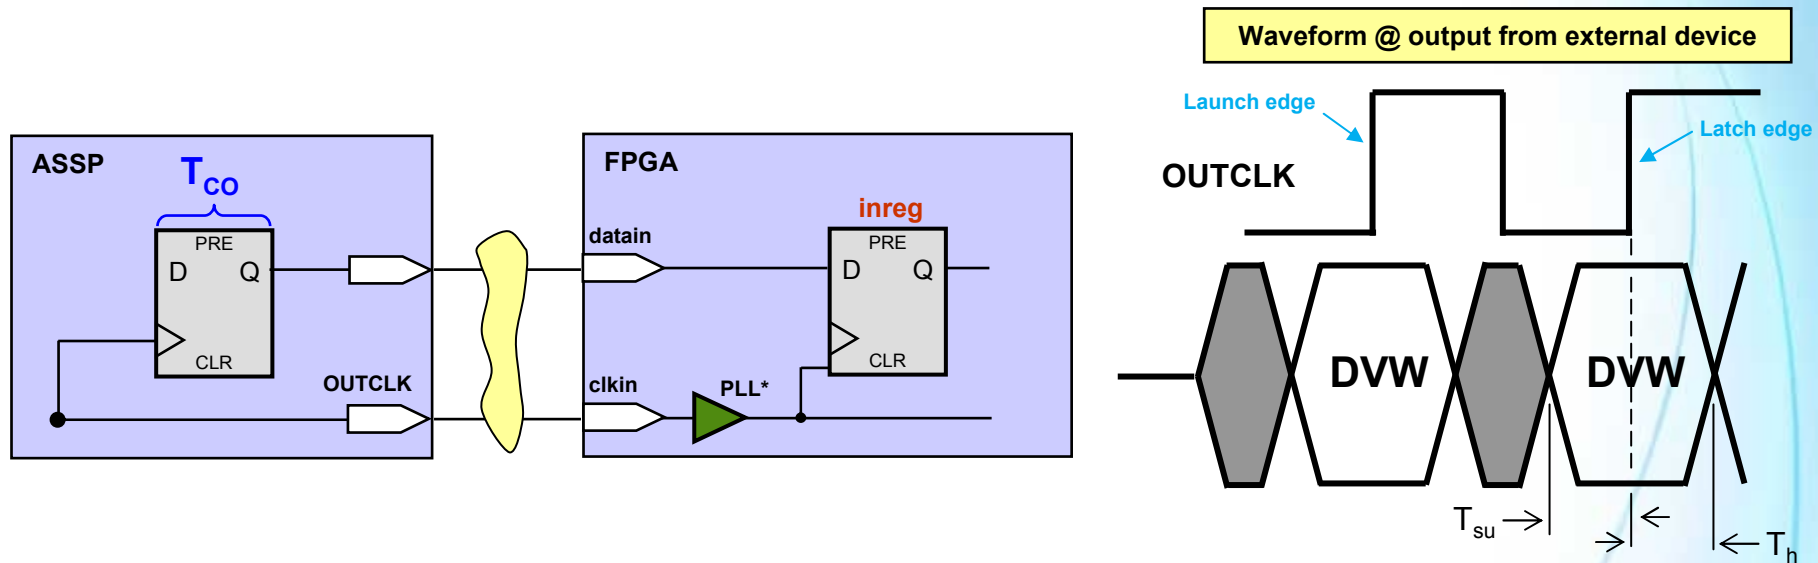 Waveform @ output from external device
Launch edge
Latch edge
OUTCLK
ASSP
TCO
PRE
D Q
CLR
OUTCLK
FPGA
inreg
datain
PRE
D Q
CLR
clkin
PLL*
DVW DVW
Tsu
Th